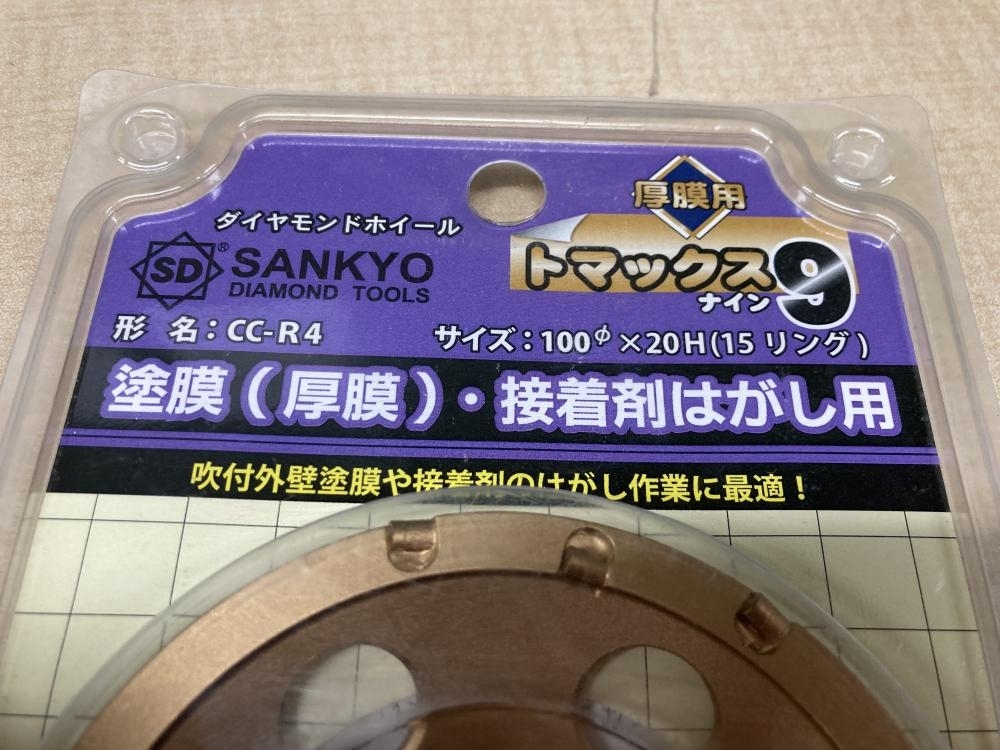 厚膜用
トマックス9
ナイン
ダイヤモンドホイール
SD® SANKYO
DIAMOND TOOLS
形 名：CC-R4 サイズ：100φ×20H(15リング)
塗膜(厚膜)・接着剤はがし用
吹付外壁塗膜や接着剤のはがし作業に最適！